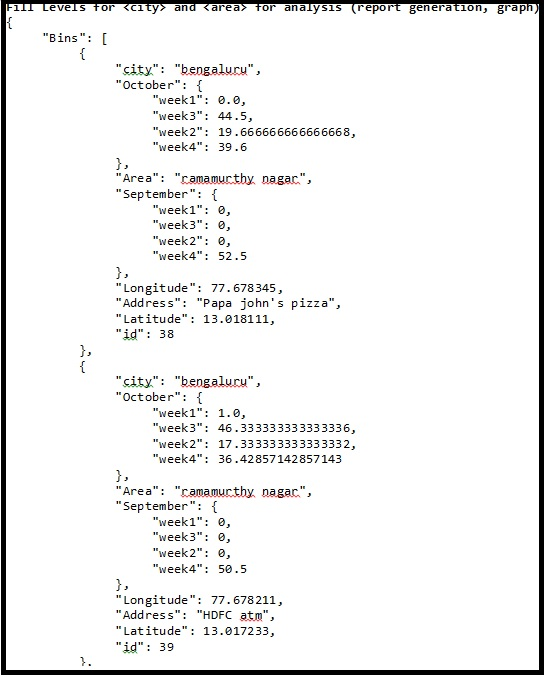 Fill Levels for <city> and <area> for analysis (report generation, graph)
{
"Bins": [
{
"city": "bengaluru",
"October": {
"week1": 0.0,
"week3": 44.5,
"week2": 19.666666666666668,
"week4": 39.6
},
"Area": "ramamurthy nagar",
"September": {
"week1": 0,
"week3": 0,
"week2": 0,
"week4": 52.5
},
"Longitude": 77.678345,
"Address": "Papa john's pizza",
"Latitude": 13.018111,
"id": 38
},
{
"city": "bengaluru",
"October": {
"week1": 1.0,
"week3": 46.333333333333336,
"week2": 17.333333333333332,
"week4": 36.42857142857143
},
"Area": "ramamurthy nagar",
"September": {
"week1": 0,
"week3": 0,
"week2": 0,
"week4": 50.5
},
"Longitude": 77.678211,
"Address": "HDFC atm",
"Latitude": 13.017233,
"id": 39
},